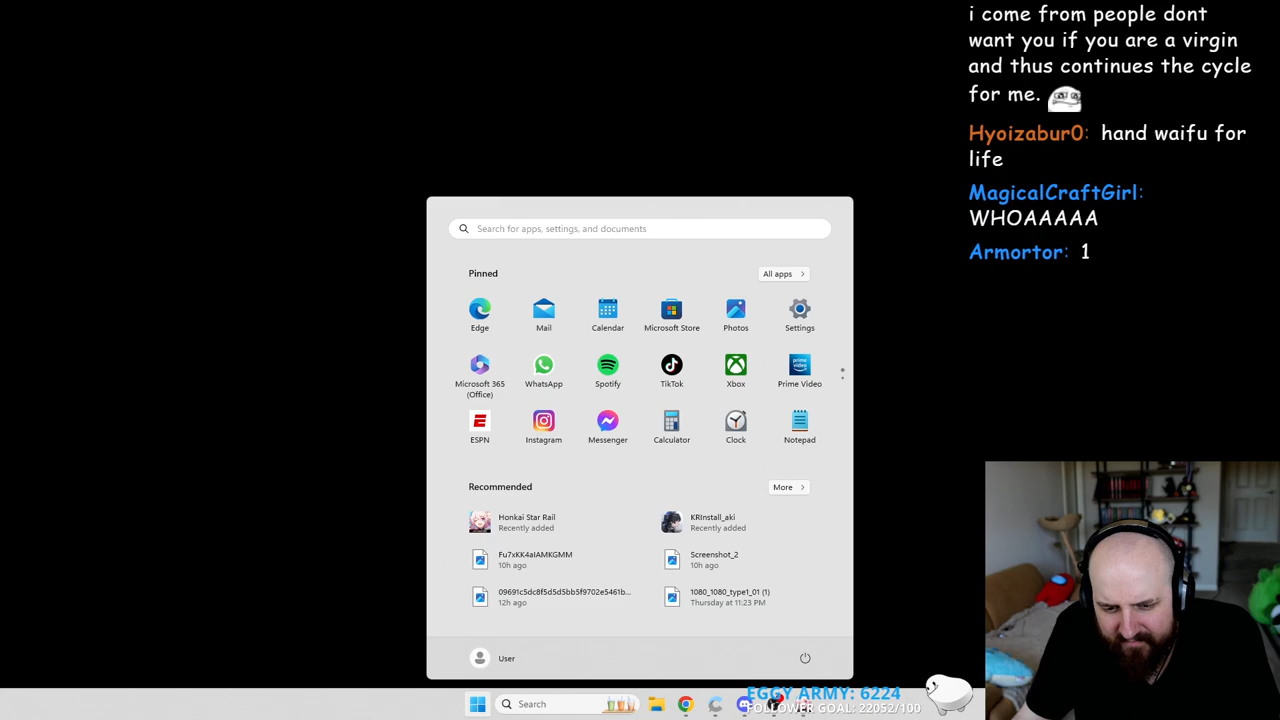 i come from people dont
want you if you are a virgin
and thus continues the cycle
for me.
Hyoizabur0: hand waifu for
life
MagicalCraftGirl:
WHOAAAAA
Armortor: 1
Search for apps, settings, and documents
Pinned
All apps
Edge
Mail
Calendar
Microsoft Store
Photos
Settings
Microsoft 365
(Office)
WhatsApp
Spotify
TikTok
Xbox
prime video
Prime Video
ESPN
Instagram
Messenger
Calculator
Clock
Notepad
Recommended
More
Honkai Star Rail
Recently added
KRInstall_aki
Recently added
Fu7xKK4aIAMKGMM
10h ago
Screenshot_2
10h ago
09691c5dc8f5d5d5bb5f9702e5461b...
12h ago
1080_1080_type1_01 (1)
Thursday at 11:23 PM
User
Search
EGGY ARMY: 6224
FOLLOWER GOAL: 22052/100